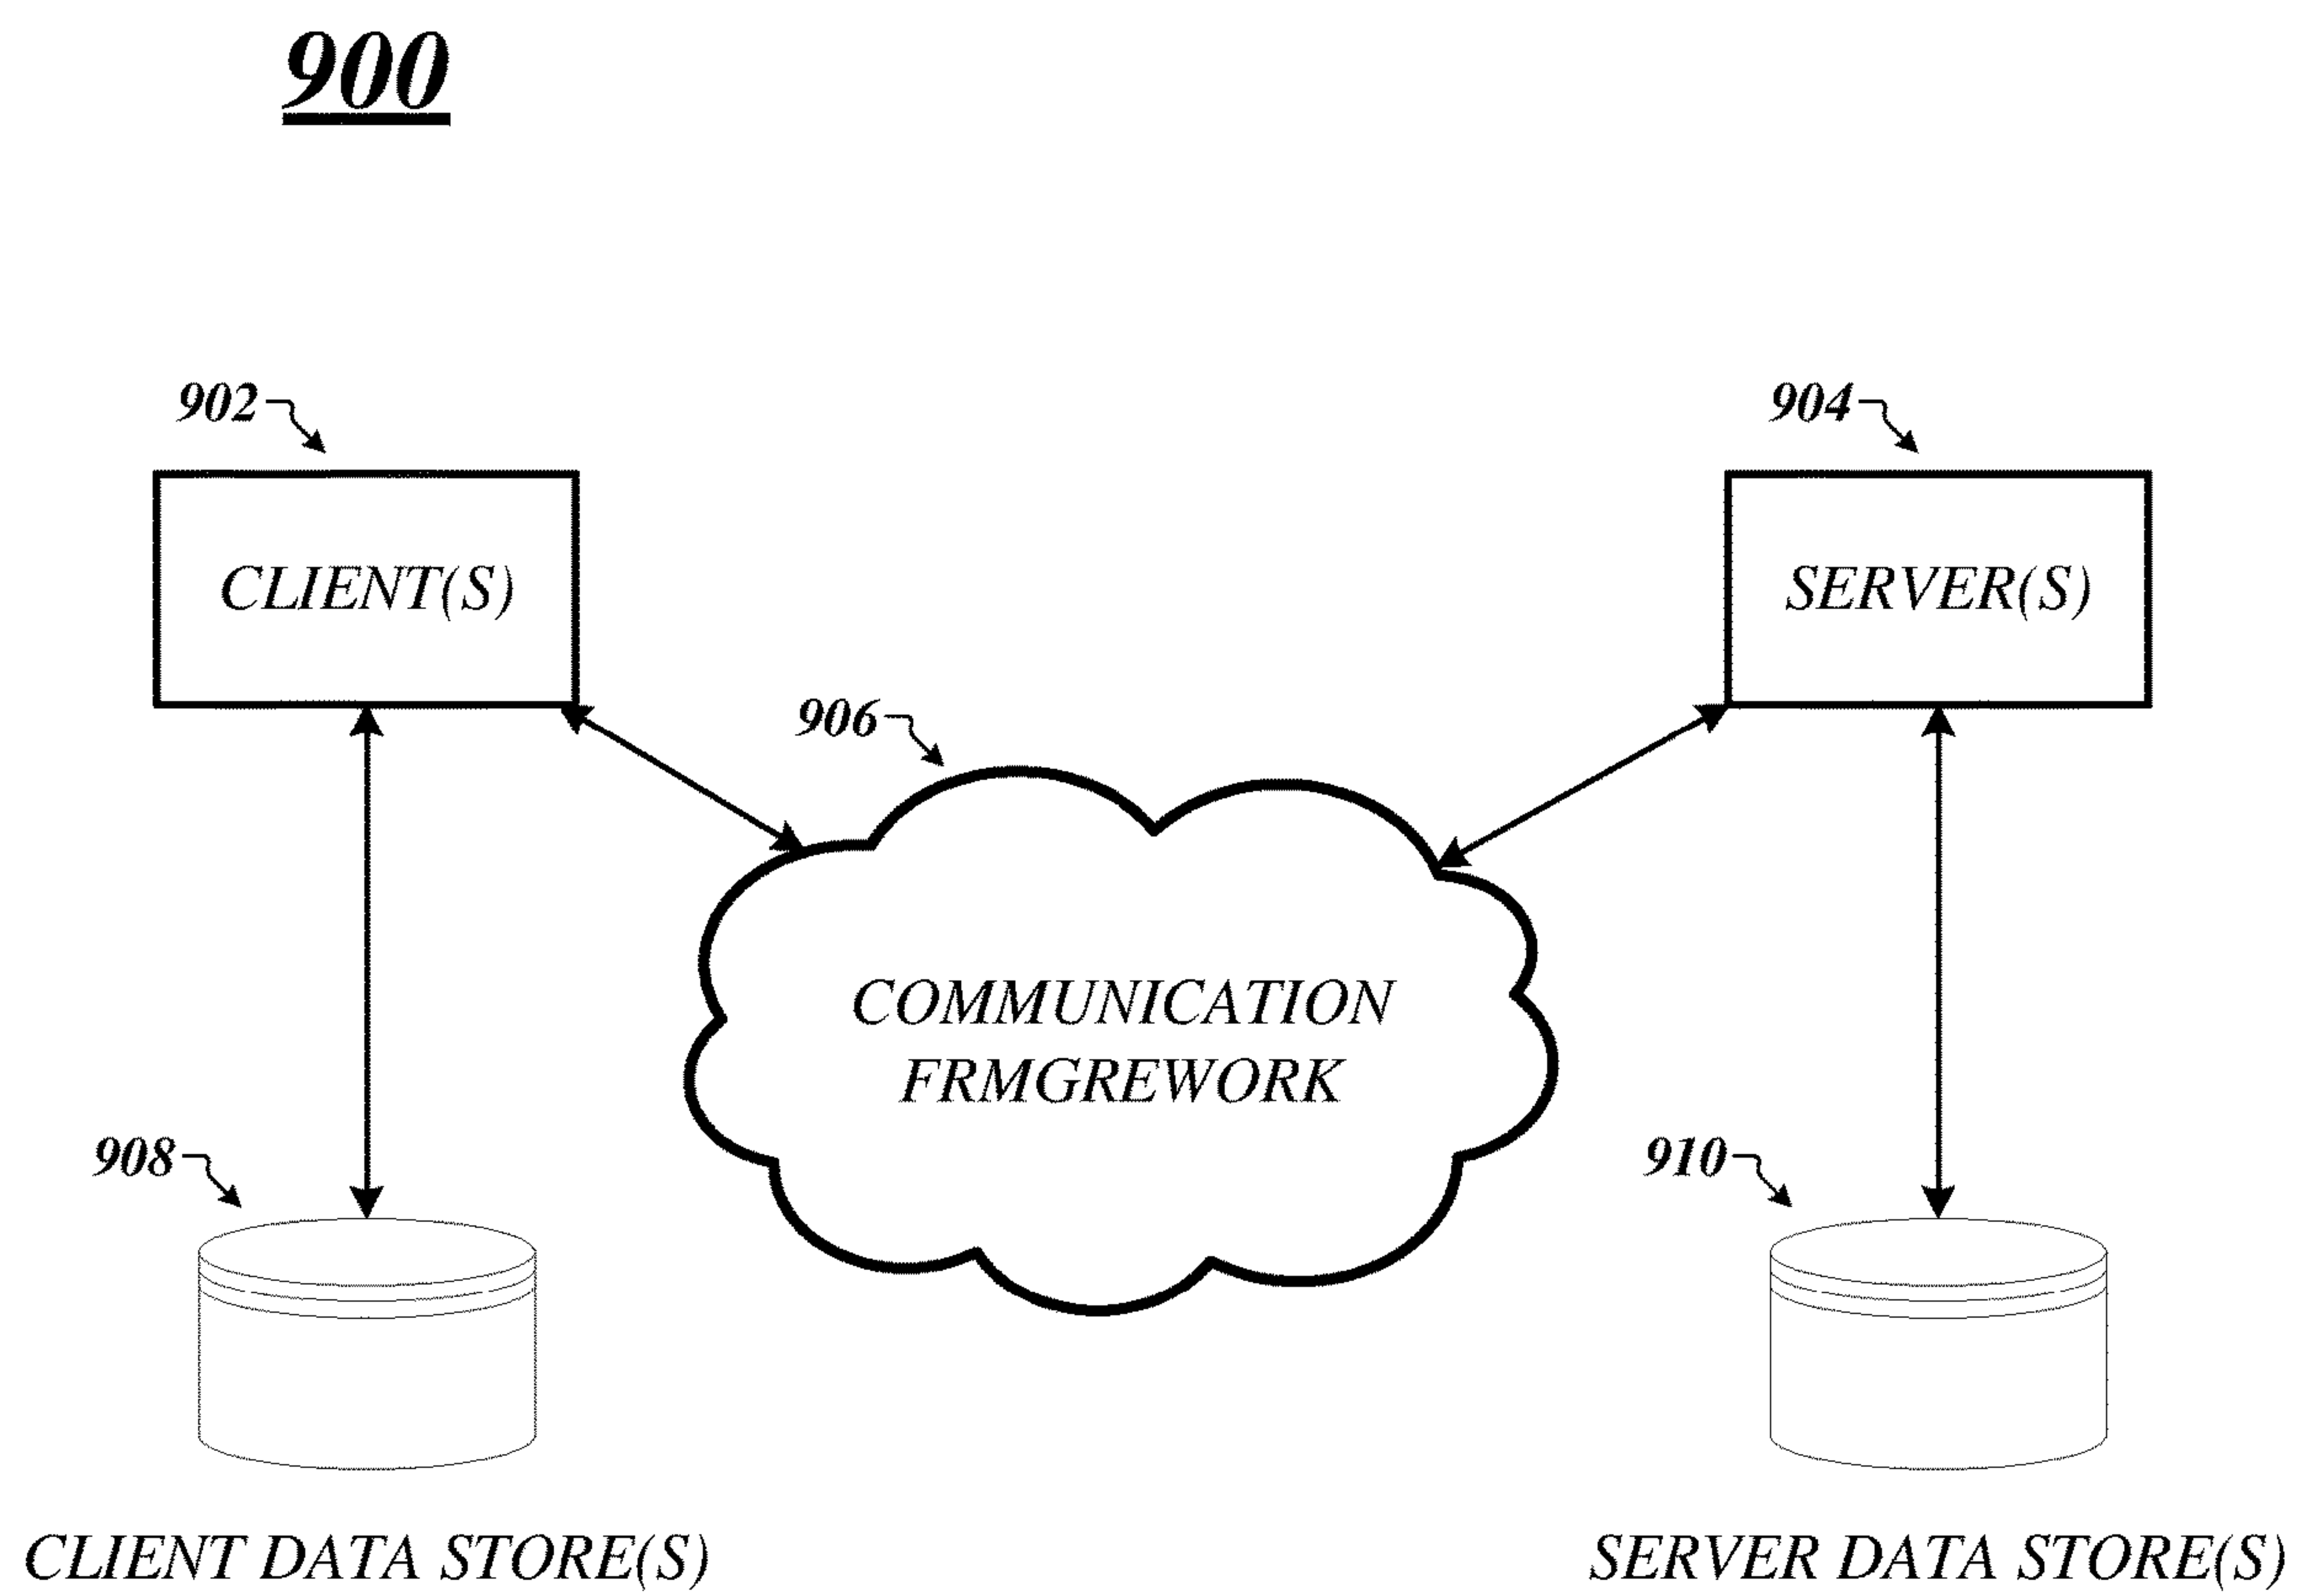 900
902
904
CLIENT(S)
SERVER(S)
906
COMMUNICATION
FRMGREWORK
908
910
CLIENT DATA STORE(S)
SERVER DATA STORE(S)